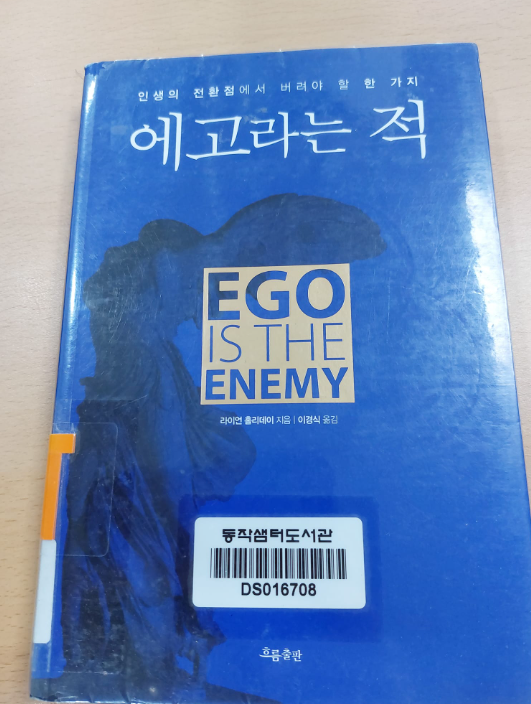 인생의 전환점에서 버려야 할 한 가지
에고라는 적
EGO
IS THE
ENEMY
라이언 홀리데이 지음 | 이경식 옮김
동작샘터도서관
DS016708
흐름출판